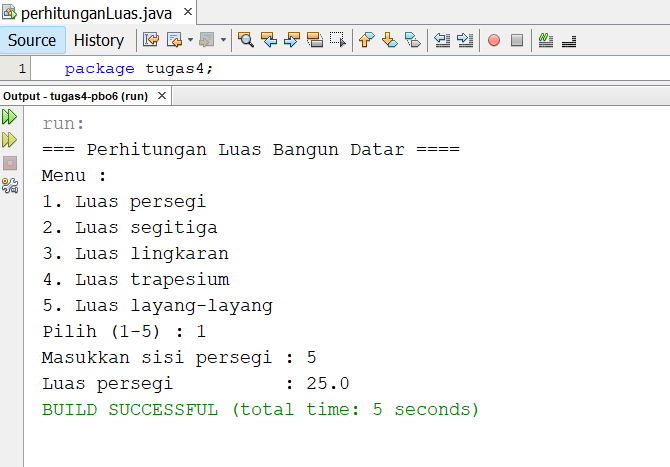 perhitunganLuas.java
Source History
1 package tugas4;
Output - tugas4-pbo6 (run)
run:
=== Perhitungan Luas Bangun Datar ====
Menu :
1. Luas persegi
2. Luas segitiga
3. Luas lingkaran
4. Luas trapesium
5. Luas layang-layang
Pilih (1-5) : 1
Masukkan sisi persegi : 5
Luas persegi          : 25.0
BUILD SUCCESSFUL (total time: 5 seconds)